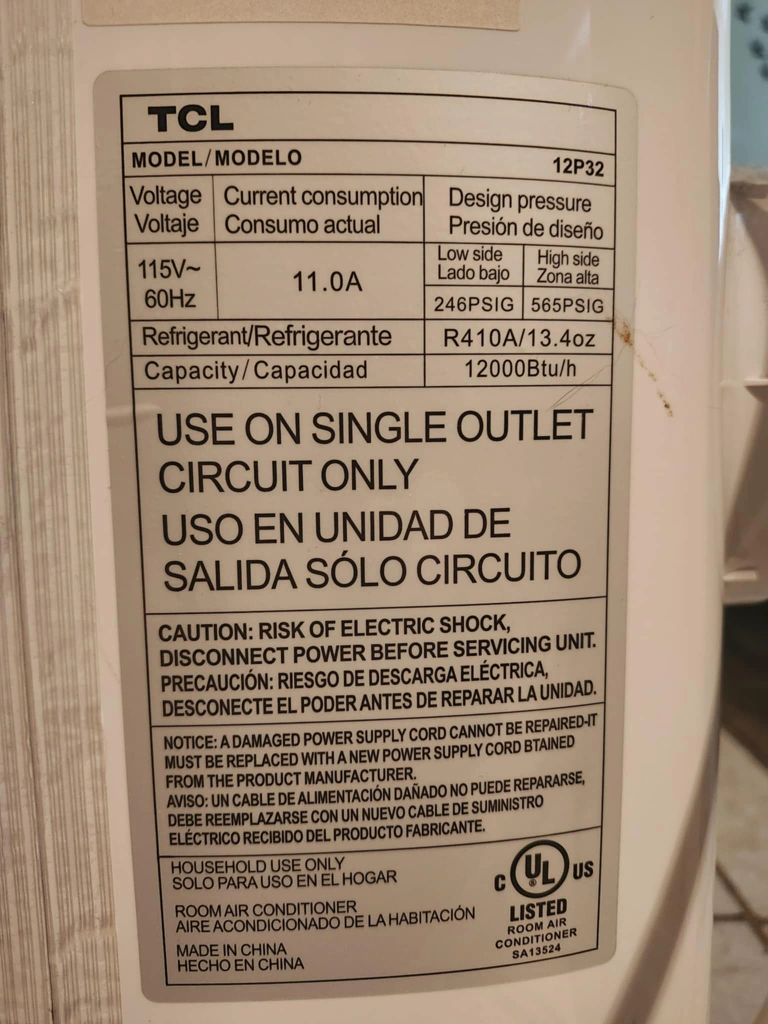 TCL
MODEL/MODELO 12P32
Voltage
Voltaje
Current consumption
Consumo actual
Design pressure
Presión de diseño
115V~
60Hz
11.0A
Low side
Lado bajo
High side
Zona alta
246PSIG 565PSIG
Refrigerant/Refrigerante R410A/13.4oz
Capacity/Capacidad 12000Btu/h
USE ON SINGLE OUTLET
CIRCUIT ONLY
USO EN UNIDAD DE
SALIDA SÓLO CIRCUITO
CAUTION: RISK OF ELECTRIC SHOCK,
DISCONNECT POWER BEFORE SERVICING UNIT.
PRECAUCIÓN: RIESGO DE DESCARGA ELÉCTRICA,
DESCONECTE EL PODER ANTES DE REPARAR LA UNIDAD.
NOTICE: A DAMAGED POWER SUPPLY CORD CANNOT BE REPAIRED-IT
MUST BE REPLACED WITH A NEW POWER SUPPLY CORD BTAINED
FROM THE PRODUCT MANUFACTURER.
AVISO: UN CABLE DE ALIMENTACIÓN DAÑADO NO PUEDE REPARARSE,
DEBE REEMPLAZARSE CON UN NUEVO CABLE DE SUMINISTRO
ELÉCTRICO RECIBIDO DEL PRODUCTO FABRICANTE.
HOUSEHOLD USE ONLY
SOLO PARA USO EN EL HOGAR
ROOM AIR CONDITIONER
AIRE ACONDICIONADO DE LA HABITACIÓN
MADE IN CHINA
HECHO EN CHINA
C UL® US
LISTED
ROOM AIR
CONDITIONER
SA13524